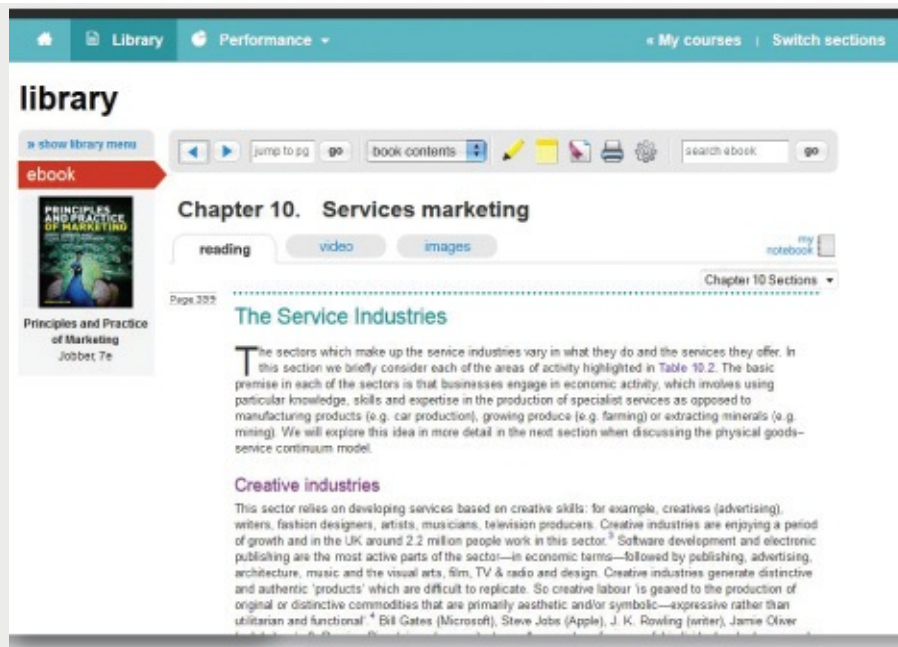 Library
Performance
« My courses | Switch sections
library
» show library menu
jump to pg go
book contents
search ebook go
ebook
PRINCIPLES
AND PRACTICE
OF MARKETING
Principles and Practice
of Marketing
Jobber, 7e
Chapter 10. Services marketing
reading
video
images
my
notebook
Chapter 10 Sections
Page 399
The Service Industries
The sectors which make up the service industries vary in what they do and the services they offer. In
this section we briefly consider each of the areas of activity highlighted in Table 10.2. The basic
premise in each of the sectors is that businesses engage in economic activity, which involves using
particular knowledge, skills and expertise in the production of specialist services as opposed to
manufacturing products (e.g. car production), growing produce (e.g. farming) or extracting minerals (e.g.
mining). We will explore this idea in more detail in the next section when discussing the physical goods–
service continuum model.
Creative industries
This sector relies on developing services based on creative skills: for example, creatives (advertising),
writers, fashion designers, artists, musicians, television producers. Creative industries are enjoying a period
of growth and in the UK around 2.2 million people work in this sector.³ Software development and electronic
publishing are the most active parts of the sector—in economic terms—followed by publishing, advertising,
architecture, music and the visual arts, film, TV & radio and design. Creative industries generate distinctive
and authentic 'products' which are difficult to replicate. So creative labour 'is geared to the production of
original or distinctive commodities that are primarily aesthetic and/or symbolic—expressive rather than
utilitarian and functional'.⁴ Bill Gates (Microsoft), Steve Jobs (Apple), J. K. Rowling (writer), Jamie Oliver